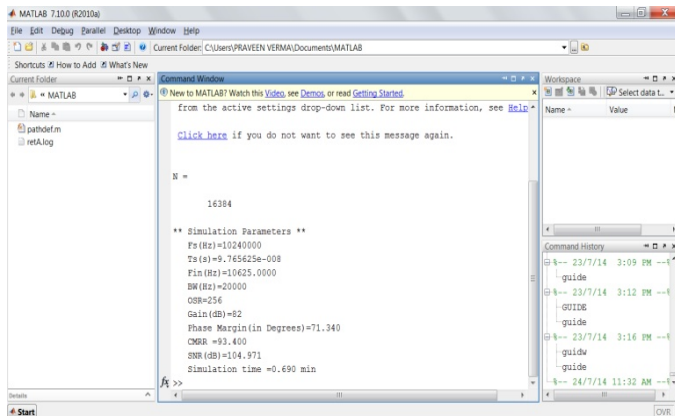 MATLAB 7.10.0 (R2010a)
File Edit Debug Parallel Desktop Window Help
Current Folder: C:\Users\PRAVEEN VERMA\Documents\MATLAB
Shortcuts How to Add What's New
Current Folder
« MATLAB
Name
pathdef.m
retA.log
Details
Command Window
New to MATLAB? Watch this Video, see Demos, or read Getting Started.
from the active settings drop-down list. For more information, see Help
Click here if you do not want to see this message again.
N =
16384
** Simulation Parameters **
Fs(Hz)=10240000
Ts(s)=9.765625e-008
Fin(Hz)=10625.0000
BW(Hz)=20000
OSR=256
Gain(dB)=82
Phase Margin(in Degrees)=71.340
CMRR =93.400
SNR(dB)=104.971
Simulation time =0.690 min
fx >>
Workspace
Select data t...
Name Value
Command History
%-- 23/7/14 3:09 PM --%
guide
%-- 23/7/14 3:12 PM --%
GUIDE
guide
%-- 23/7/14 3:16 PM --%
guidw
guide
%-- 24/7/14 11:32 AM --%
Start
OVR